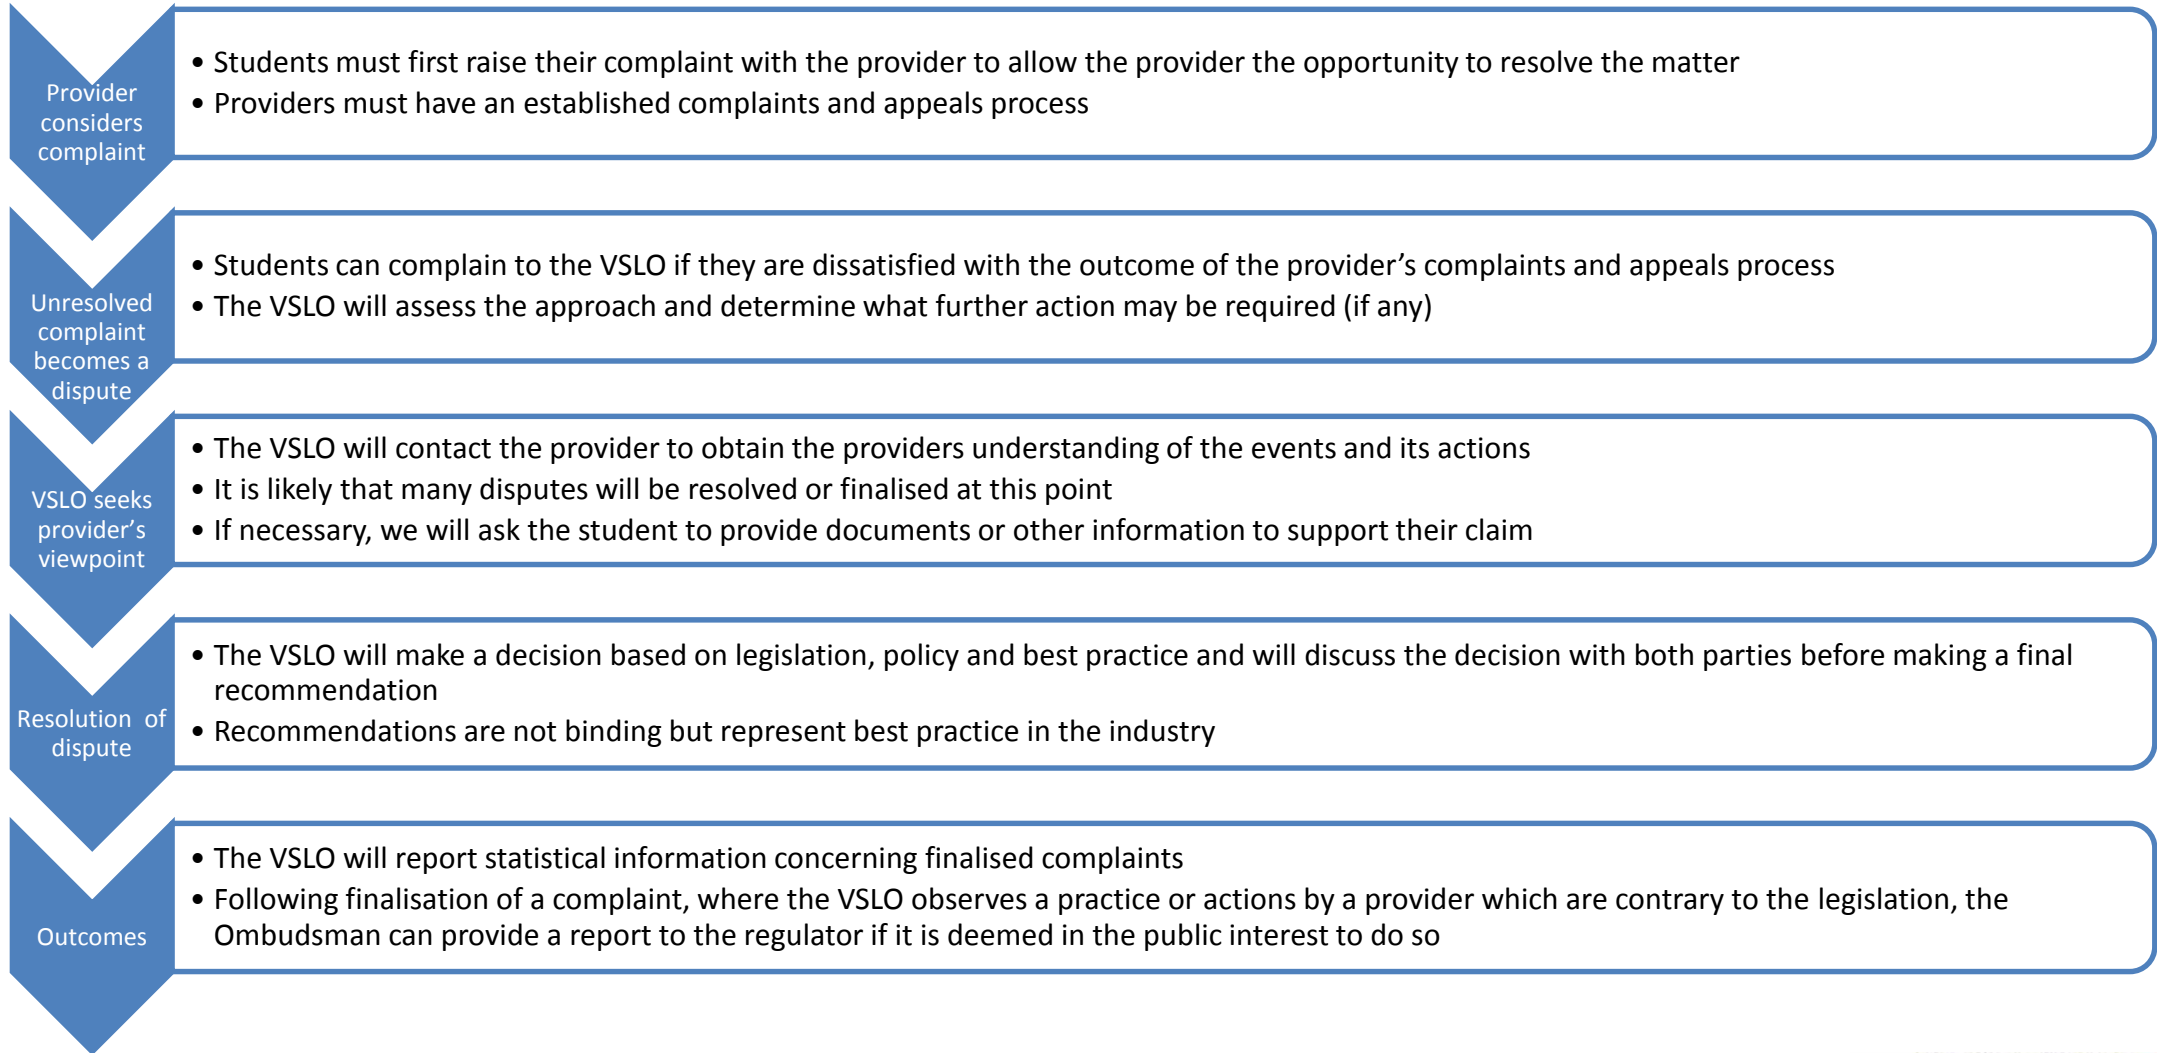 Provider
considers
complaint
• Students must first raise their complaint with the provider to allow the provider the opportunity to resolve the matter
• Providers must have an established complaints and appeals process
Unresolved
complaint
becomes a
dispute
• Students can complain to the VSLO if they are dissatisfied with the outcome of the provider’s complaints and appeals process
• The VSLO will assess the approach and determine what further action may be required (if any)
VSLO seeks
provider’s
viewpoint
• The VSLO will contact the provider to obtain the providers understanding of the events and its actions
• It is likely that many disputes will be resolved or finalised at this point
• If necessary, we will ask the student to provide documents or other information to support their claim
Resolution of
dispute
• The VSLO will make a decision based on legislation, policy and best practice and will discuss the decision with both parties before making a final
recommendation
• Recommendations are not binding but represent best practice in the industry
Outcomes
• The VSLO will report statistical information concerning finalised complaints
• Following finalisation of a complaint, where the VSLO observes a practice or actions by a provider which are contrary to the legislation, the
Ombudsman can provide a report to the regulator if it is deemed in the public interest to do so